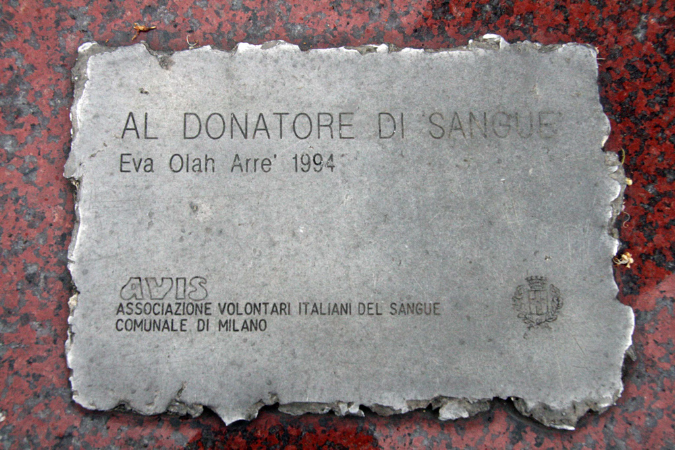 AL DONATORE DI SANGUE
Eva Olah Arre' 1994
AVIS
ASSOCIAZIONE VOLONTARI ITALIANI DEL SANGUE
COMUNALE DI MILANO